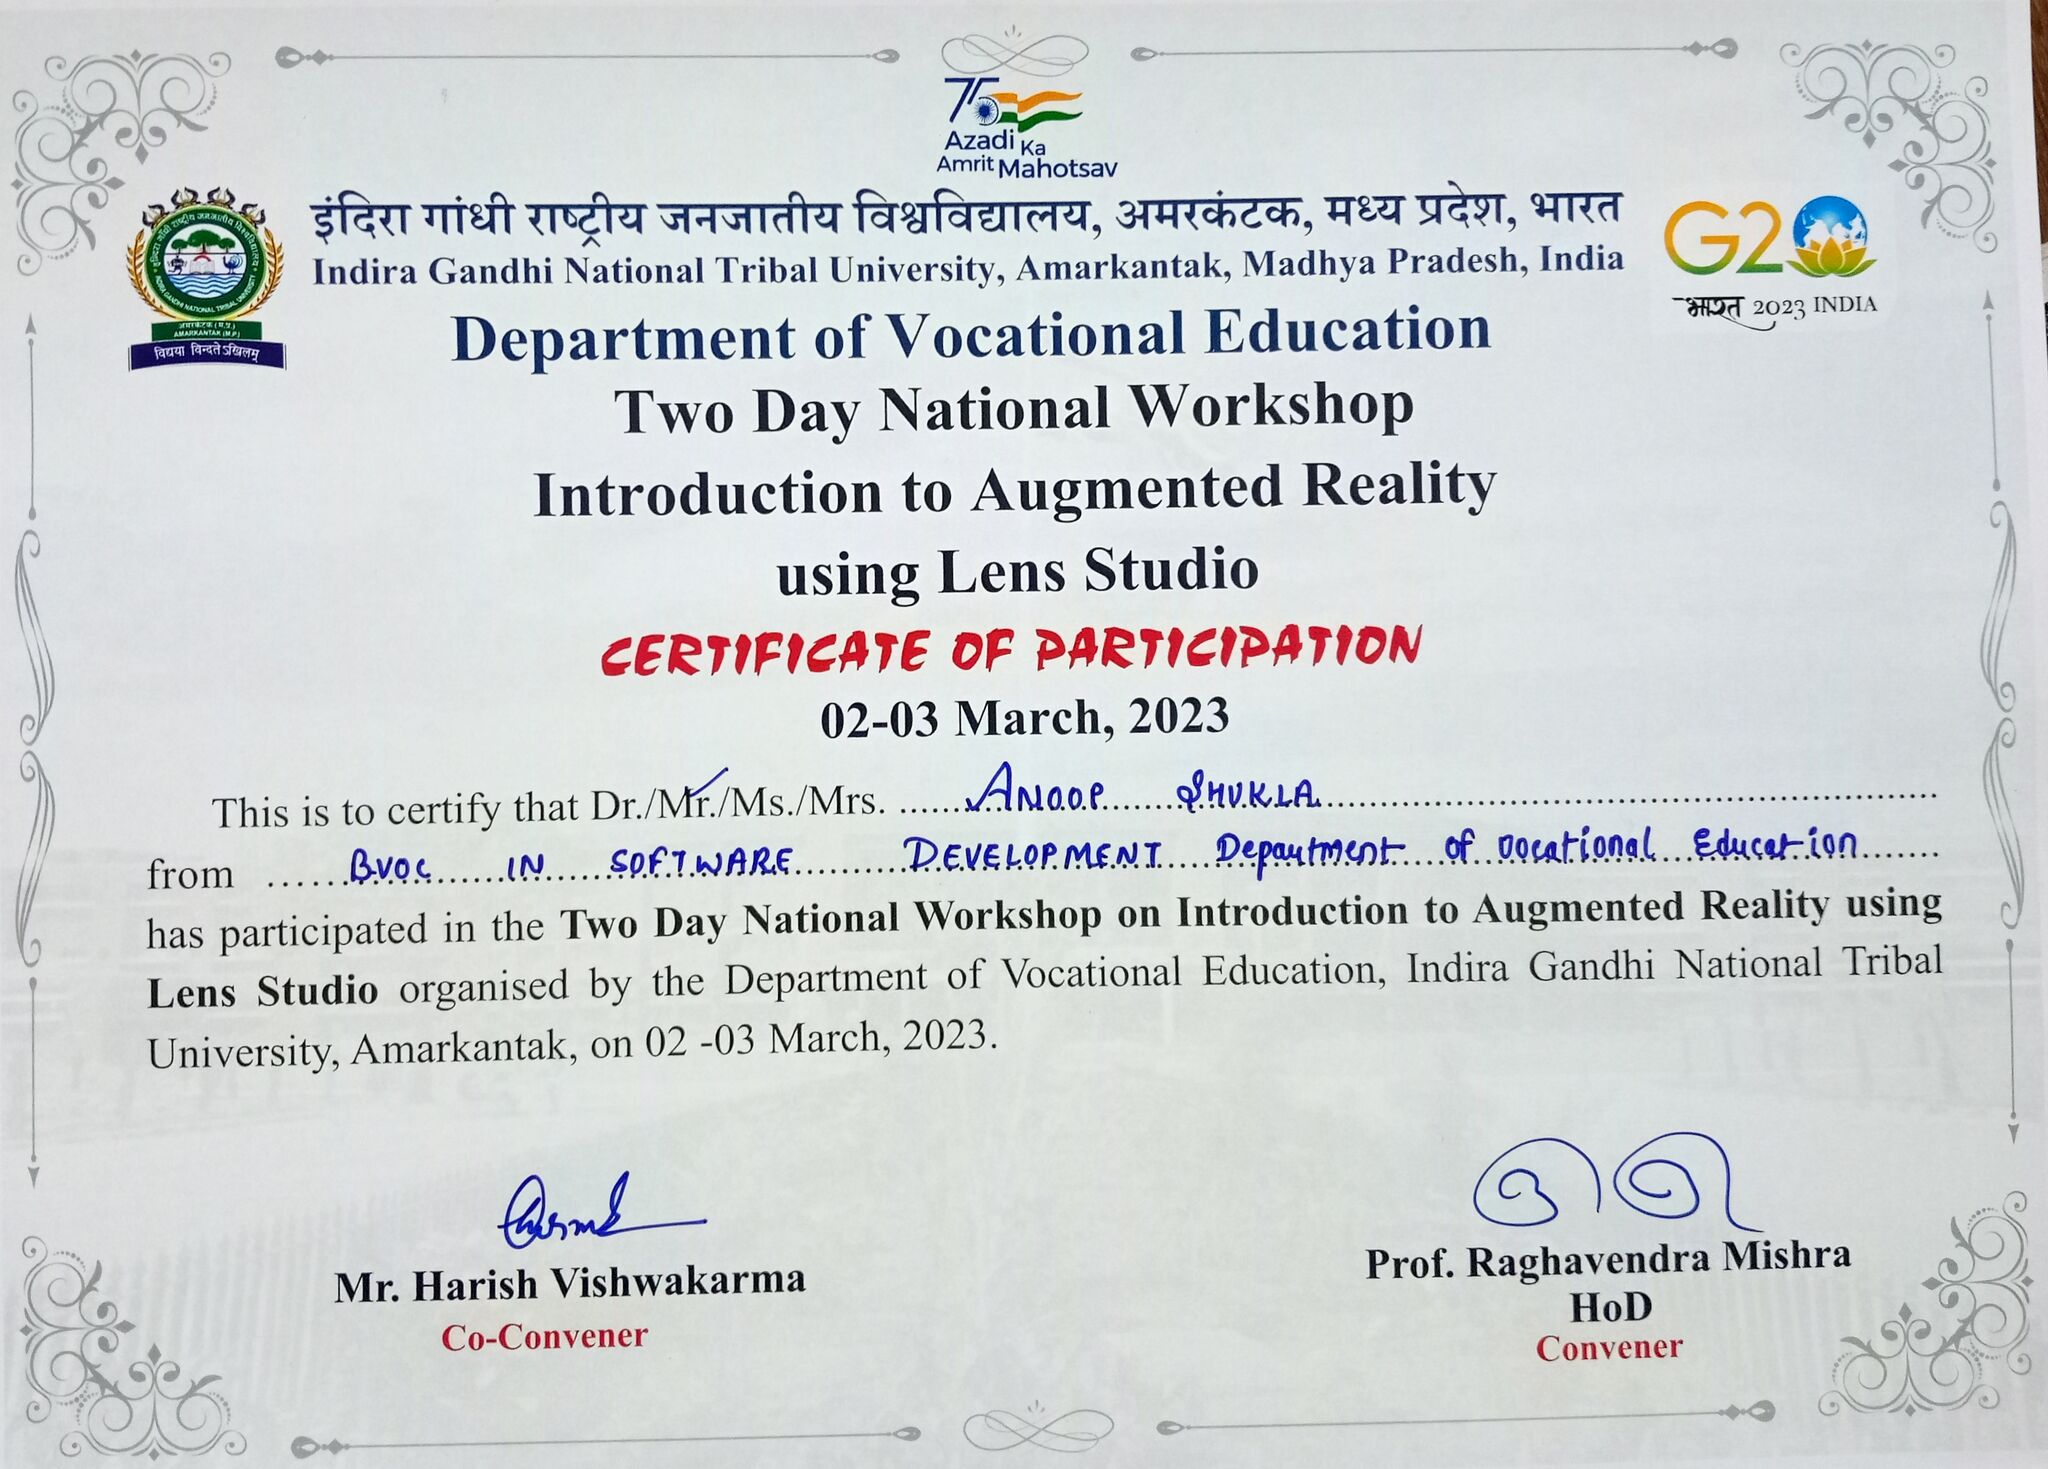 75
Azadi Ka
Amrit Mahotsav
इंदिरा गांधी राष्ट्रीय जनजातीय विश्वविद्यालय, अमरकंटक, मध्य प्रदेश, भारत
Indira Gandhi National Tribal University, Amarkantak, Madhya Pradesh, India
अमरकंटक (म.प्र.)
AMARKANTAK (M.P.)
विद्यया विन्दतेऽखिलम्
G20
भारत 2023 INDIA
Department of Vocational Education
Two Day National Workshop
Introduction to Augmented Reality
using Lens Studio
CERTIFICATE OF PARTICIPATION
02-03 March, 2023
This is to certify that Dr./Mr./Ms./Mrs. ANOOP SHUKLA
from BVOC IN SOFTWARE DEVELOPMENT Department of vocational Education
has participated in the Two Day National Workshop on Introduction to Augmented Reality using
Lens Studio organised by the Department of Vocational Education, Indira Gandhi National Tribal
University, Amarkantak, on 02 -03 March, 2023.
Mr. Harish Vishwakarma
Co-Convener
Prof. Raghavendra Mishra
HoD
Convener